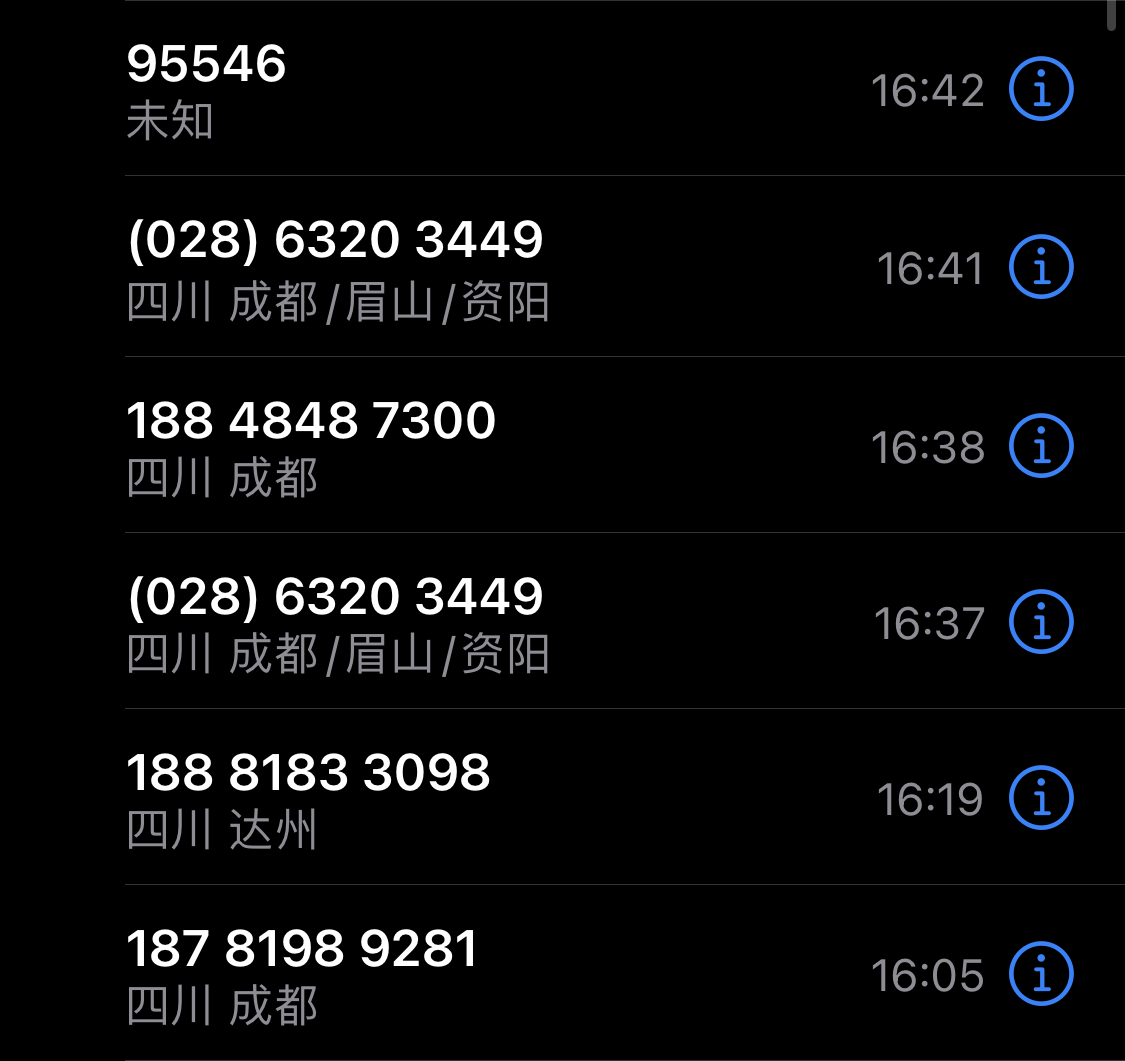 95546
未知
16:42
(028) 6320 3449
四川 成都/眉山/资阳
16:41
188 4848 7300
四川 成都
16:38
(028) 6320 3449
四川 成都/眉山/资阳
16:37
188 8183 3098
四川 达州
16:19
187 8198 9281
四川 成都
16:05